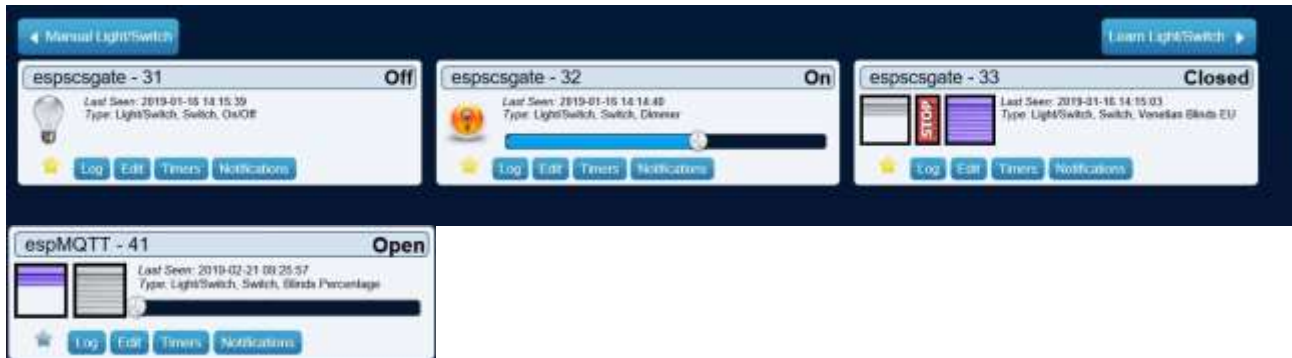 Manual Light/Switch
Learn Light/Switch
espscsgate - 31 Off
Last Seen: 2019-01-16 14:15:39
Type: Light/Switch, Switch, On/Off
Log Edit Timers Notifications
espscsgate - 32 On
Last Seen: 2019-01-16 14:14:40
Type: Light/Switch, Switch, Dimmer
Log Edit Timers Notifications
espscsgate - 33 Closed
STOP
Last Seen: 2019-01-16 14:15:03
Type: Light/Switch, Switch, Venetian Blinds EU
Log Edit Timers Notifications
espMQTT - 41 Open
Last Seen: 2019-02-21 09:25:57
Type: Light/Switch, Switch, Blinds Percentage
Log Edit Timers Notifications